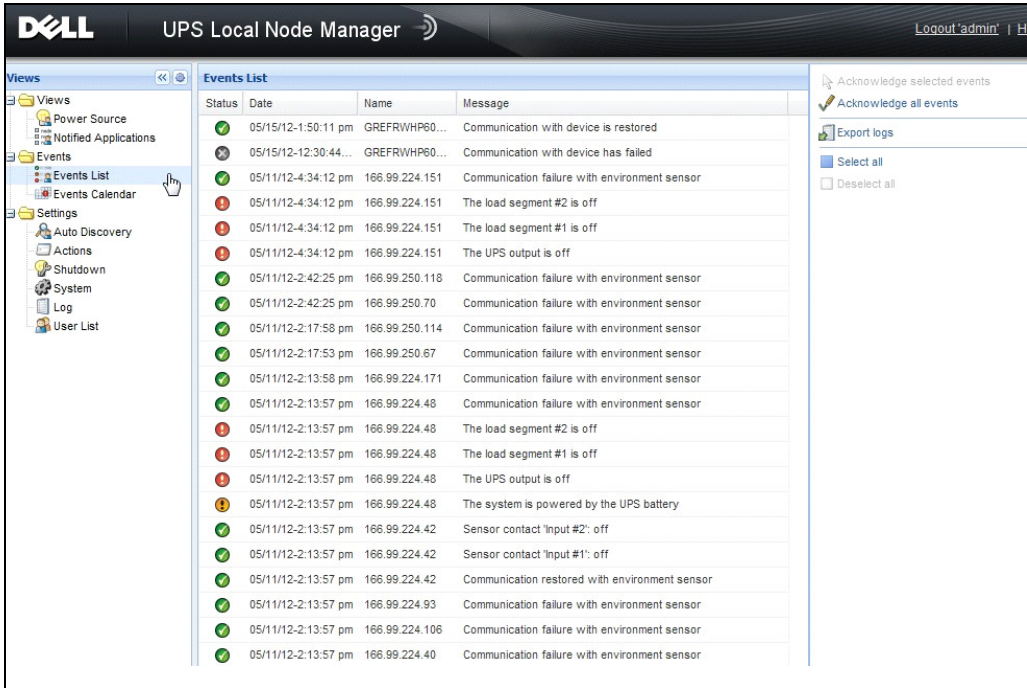 DELL UPS Local Node Manager Logout 'admin' | H
Views
Views
Power Source
Notified Applications
Events
Events List
Events Calendar
Settings
Auto Discovery
Actions
Shutdown
System
Log
User List
Events List
Status Date Name Message
05/15/12-1:50:11 pm GREFRWHP60... Communication with device is restored
05/15/12-12:30:44... GREFRWHP60... Communication with device has failed
05/11/12-4:34:12 pm 166.99.224.151 Communication failure with environment sensor
05/11/12-4:34:12 pm 166.99.224.151 The load segment #2 is off
05/11/12-4:34:12 pm 166.99.224.151 The load segment #1 is off
05/11/12-4:34:12 pm 166.99.224.151 The UPS output is off
05/11/12-2:42:25 pm 166.99.250.118 Communication failure with environment sensor
05/11/12-2:42:25 pm 166.99.250.70 Communication failure with environment sensor
05/11/12-2:17:58 pm 166.99.250.114 Communication failure with environment sensor
05/11/12-2:17:53 pm 166.99.250.67 Communication failure with environment sensor
05/11/12-2:13:58 pm 166.99.224.171 Communication failure with environment sensor
05/11/12-2:13:57 pm 166.99.224.48 Communication failure with environment sensor
05/11/12-2:13:57 pm 166.99.224.48 The load segment #2 is off
05/11/12-2:13:57 pm 166.99.224.48 The load segment #1 is off
05/11/12-2:13:57 pm 166.99.224.48 The UPS output is off
05/11/12-2:13:57 pm 166.99.224.48 The system is powered by the UPS battery
05/11/12-2:13:57 pm 166.99.224.42 Sensor contact 'Input #2': off
05/11/12-2:13:57 pm 166.99.224.42 Sensor contact 'Input #1': off
05/11/12-2:13:57 pm 166.99.224.42 Communication restored with environment sensor
05/11/12-2:13:57 pm 166.99.224.93 Communication failure with environment sensor
05/11/12-2:13:57 pm 166.99.224.106 Communication failure with environment sensor
05/11/12-2:13:57 pm 166.99.224.40 Communication failure with environment sensor
Acknowledge selected events
Acknowledge all events
Export logs
Select all
Deselect all